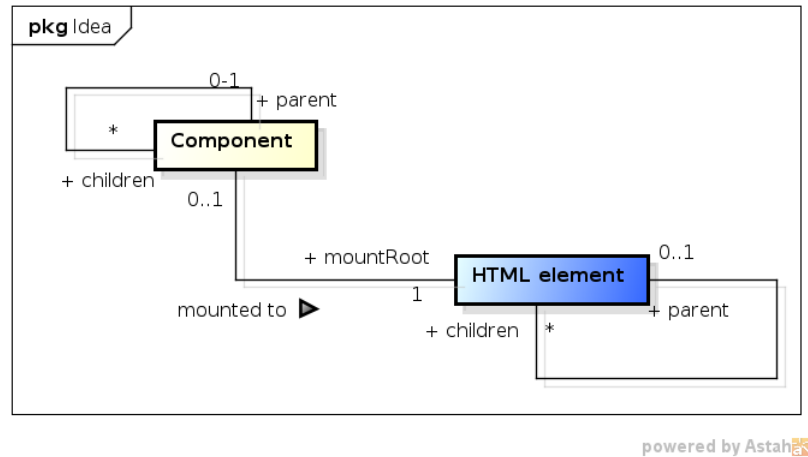 pkg Idea
0-1
+ parent
*
Component
+ children
0..1
+ mountRoot
0..1
HTML element
1
mounted to
+ parent
+ children
*
powered by Astah